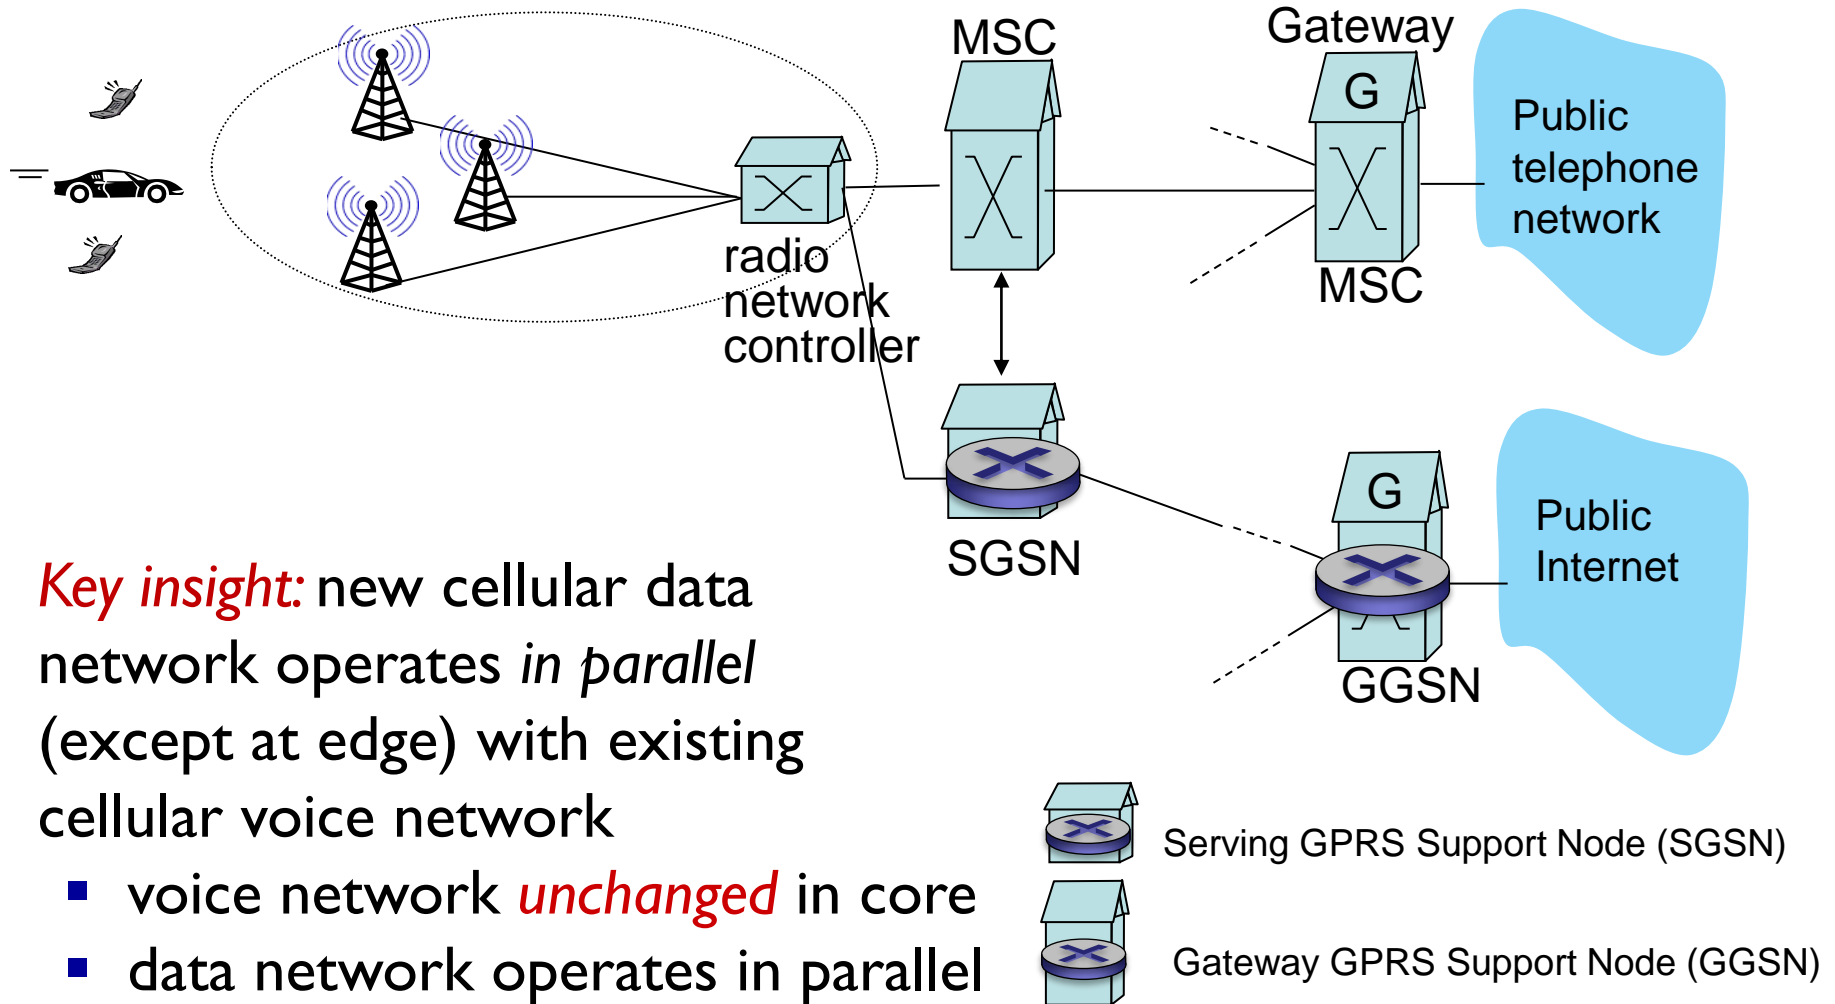 MSC
Gateway
G
Public
telephone
network
MSC
radio
network
controller
SGSN
G
Public
Internet
GGSN
Key insight: new cellular data
network operates in parallel
(except at edge) with existing
cellular voice network
▪ voice network unchanged in core
▪ data network operates in parallel
Serving GPRS Support Node (SGSN)
Gateway GPRS Support Node (GGSN)